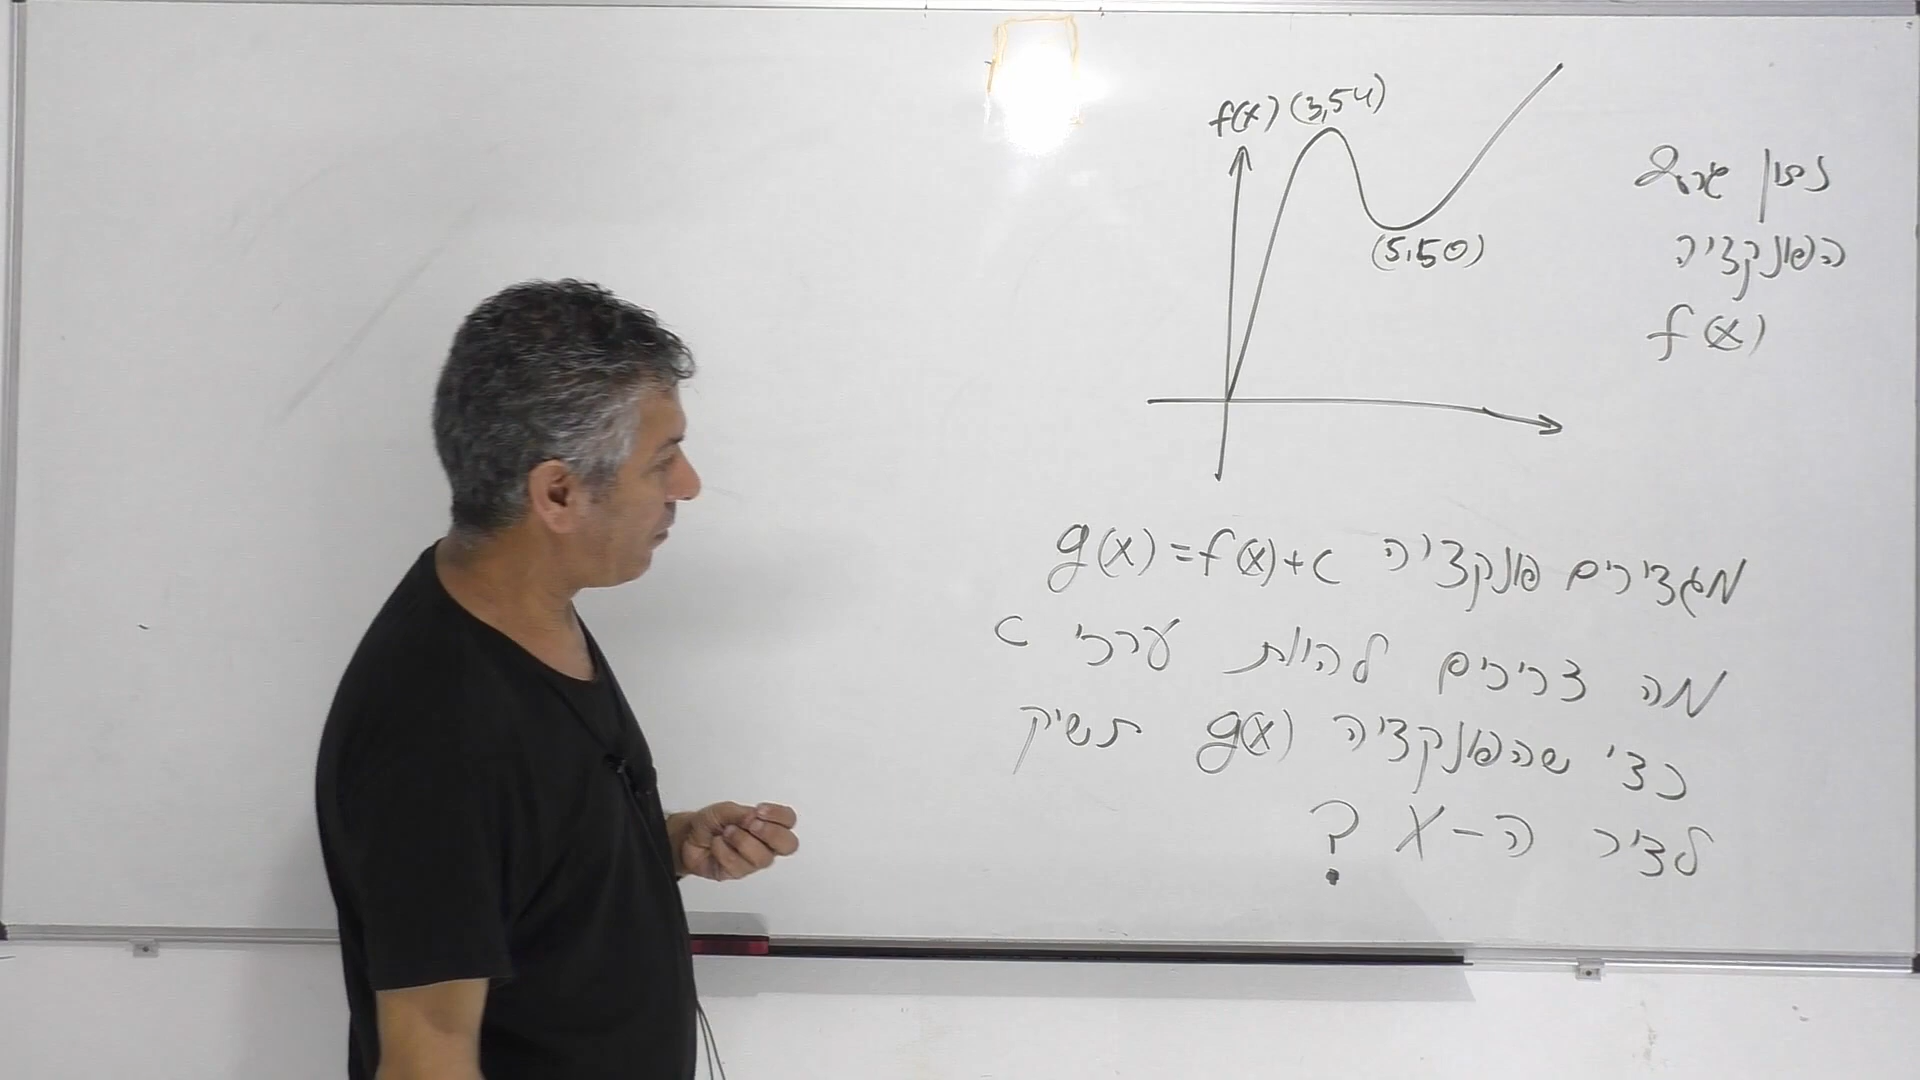 f(x) (3,54)
(5,50)
נתון גרף
הפונקציה
f(x)
מגדירים פונקציה g(x)=f(x)+c
מה צריכים להיות ערכי c
כדי שהפונקציה g(x) תשיק
לציר ה-x ?